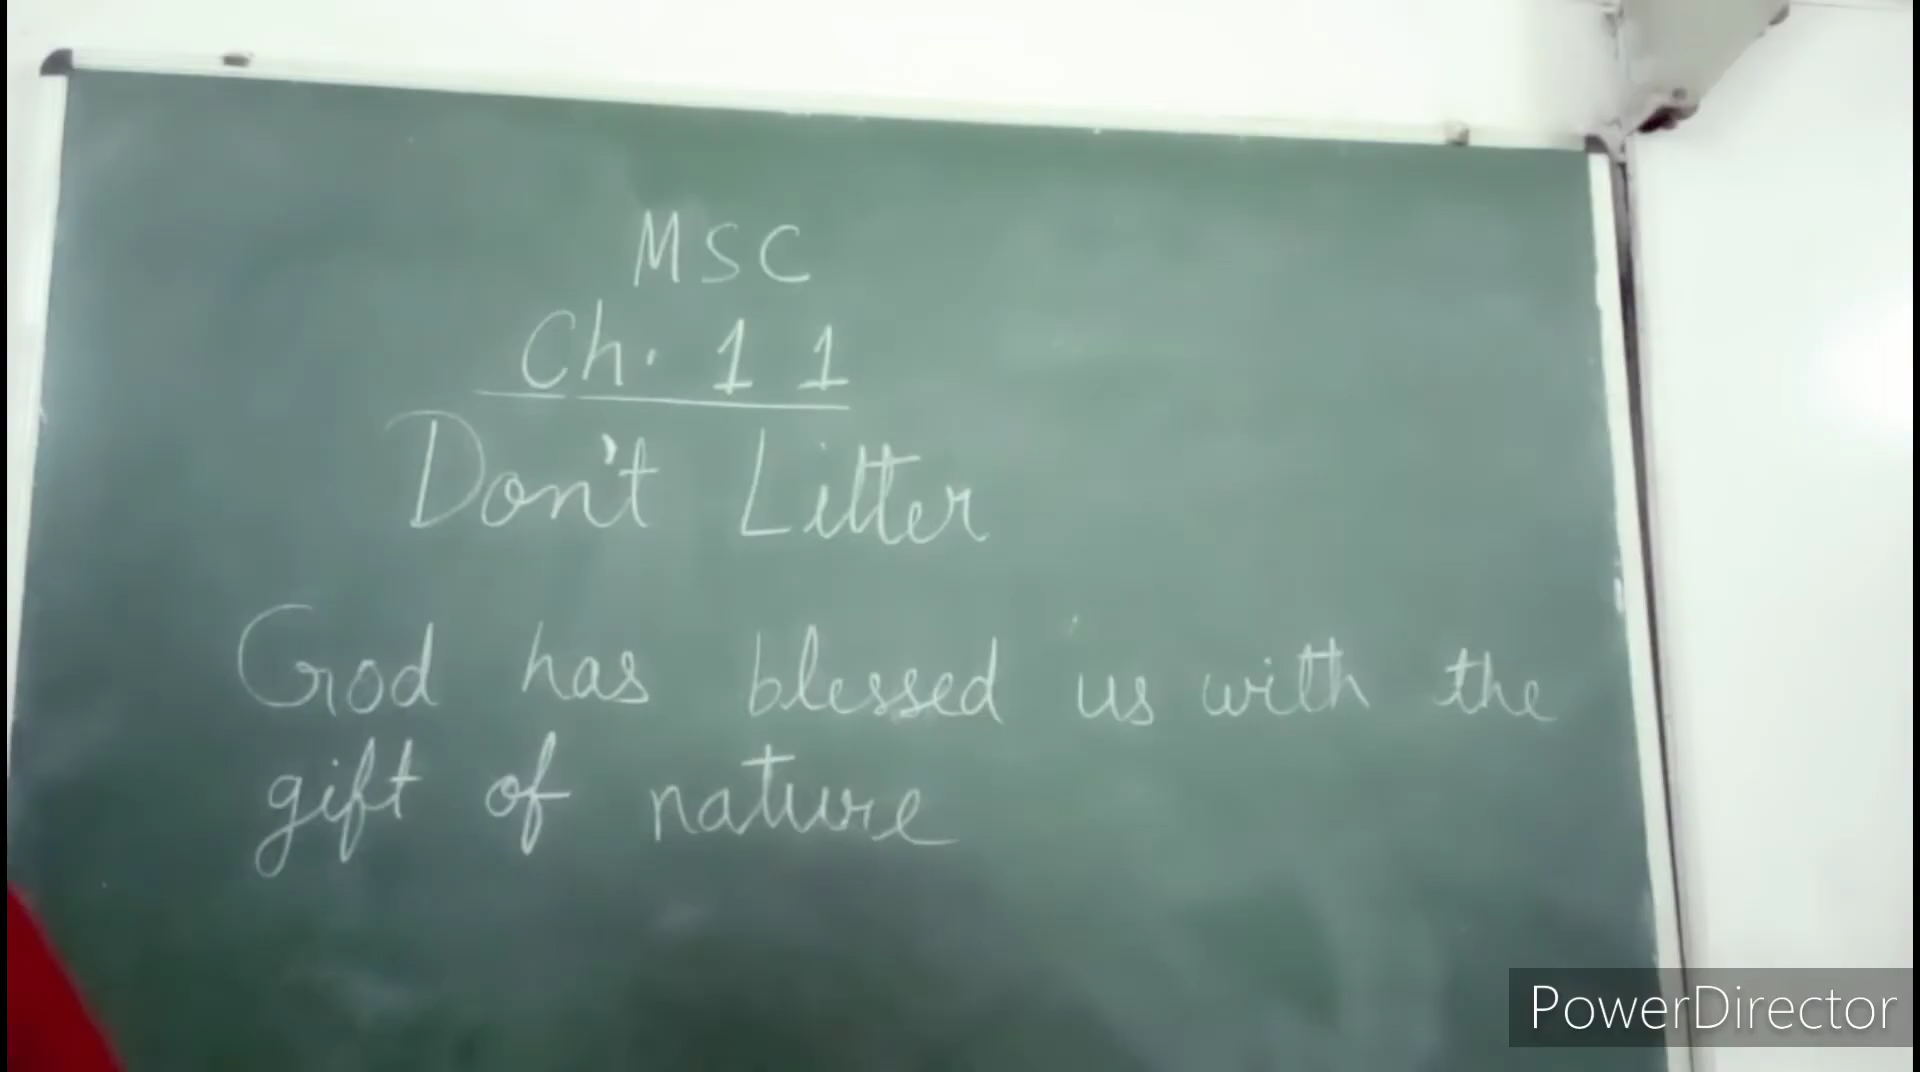 MSC
Ch. 11
Don't Litter
God has blessed us with the
gift of nature
PowerDirector